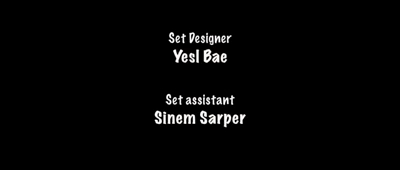 Set Designer
Yesl Bae
Set assistant
Sinem Sarper